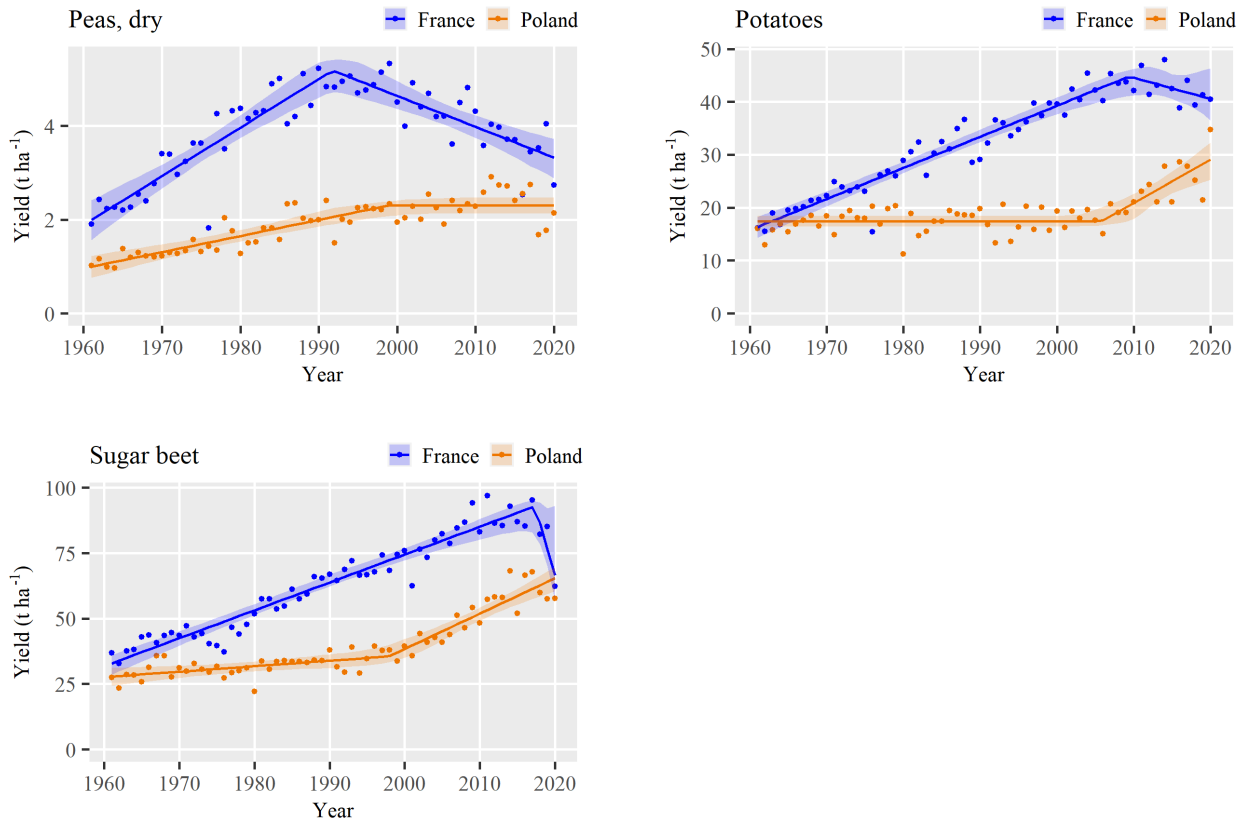 Peas, dry France Poland
Yield (t ha-1)
4
2
0
1960 1970 1980 1990 2000 2010 2020
Year
Potatoes France Poland
Yield (t ha-1)
50
40
30
20
10
0
1960 1970 1980 1990 2000 2010 2020
Year
Sugar beet France Poland
Yield (t ha-1)
100
75
50
25
0
1960 1970 1980 1990 2000 2010 2020
Year